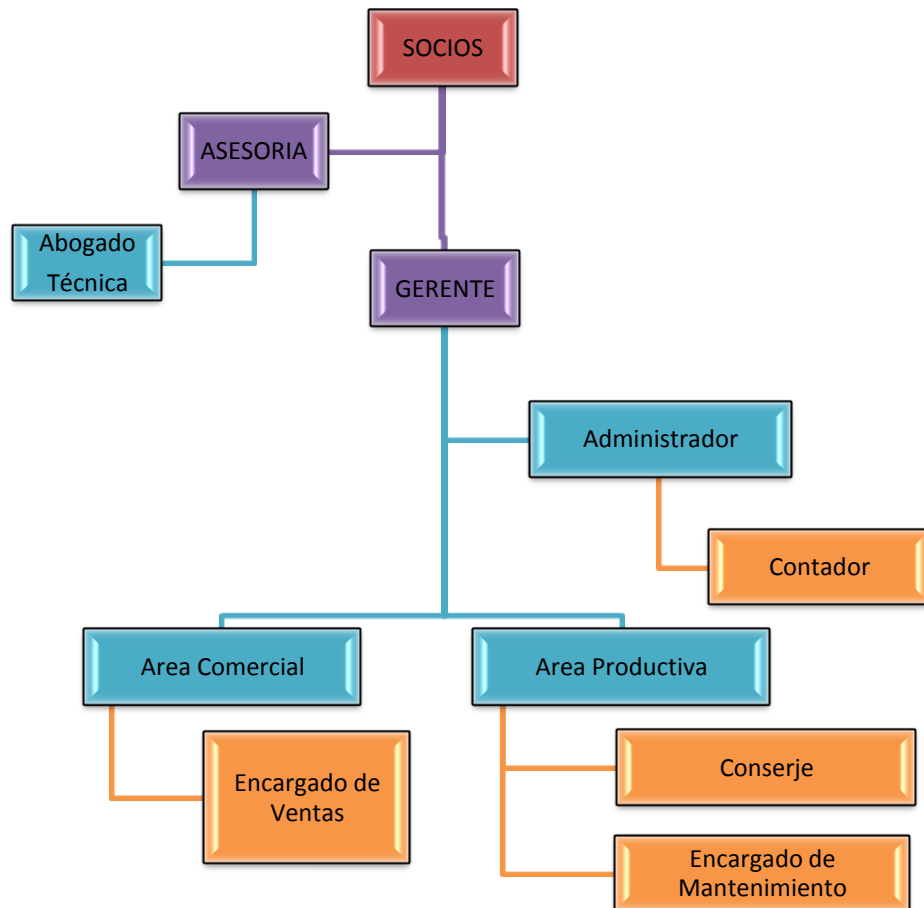 SOCIOS
ASESORIA
Abogado
Técnica
GERENTE
Administrador
Contador
Area Comercial
Area Productiva
Encargado de
Ventas
Conserje
Encargado de
Mantenimiento